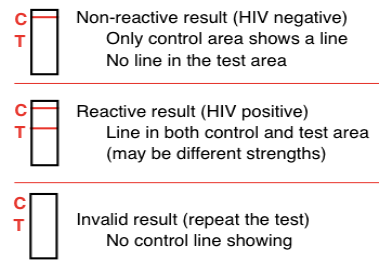 C
T
Non-reactive result (HIV negative)
Only control area shows a line
No line in the test area
C
T
Reactive result (HIV positive)
Line in both control and test area
(may be different strengths)
C
T
Invalid result (repeat the test)
No control line showing